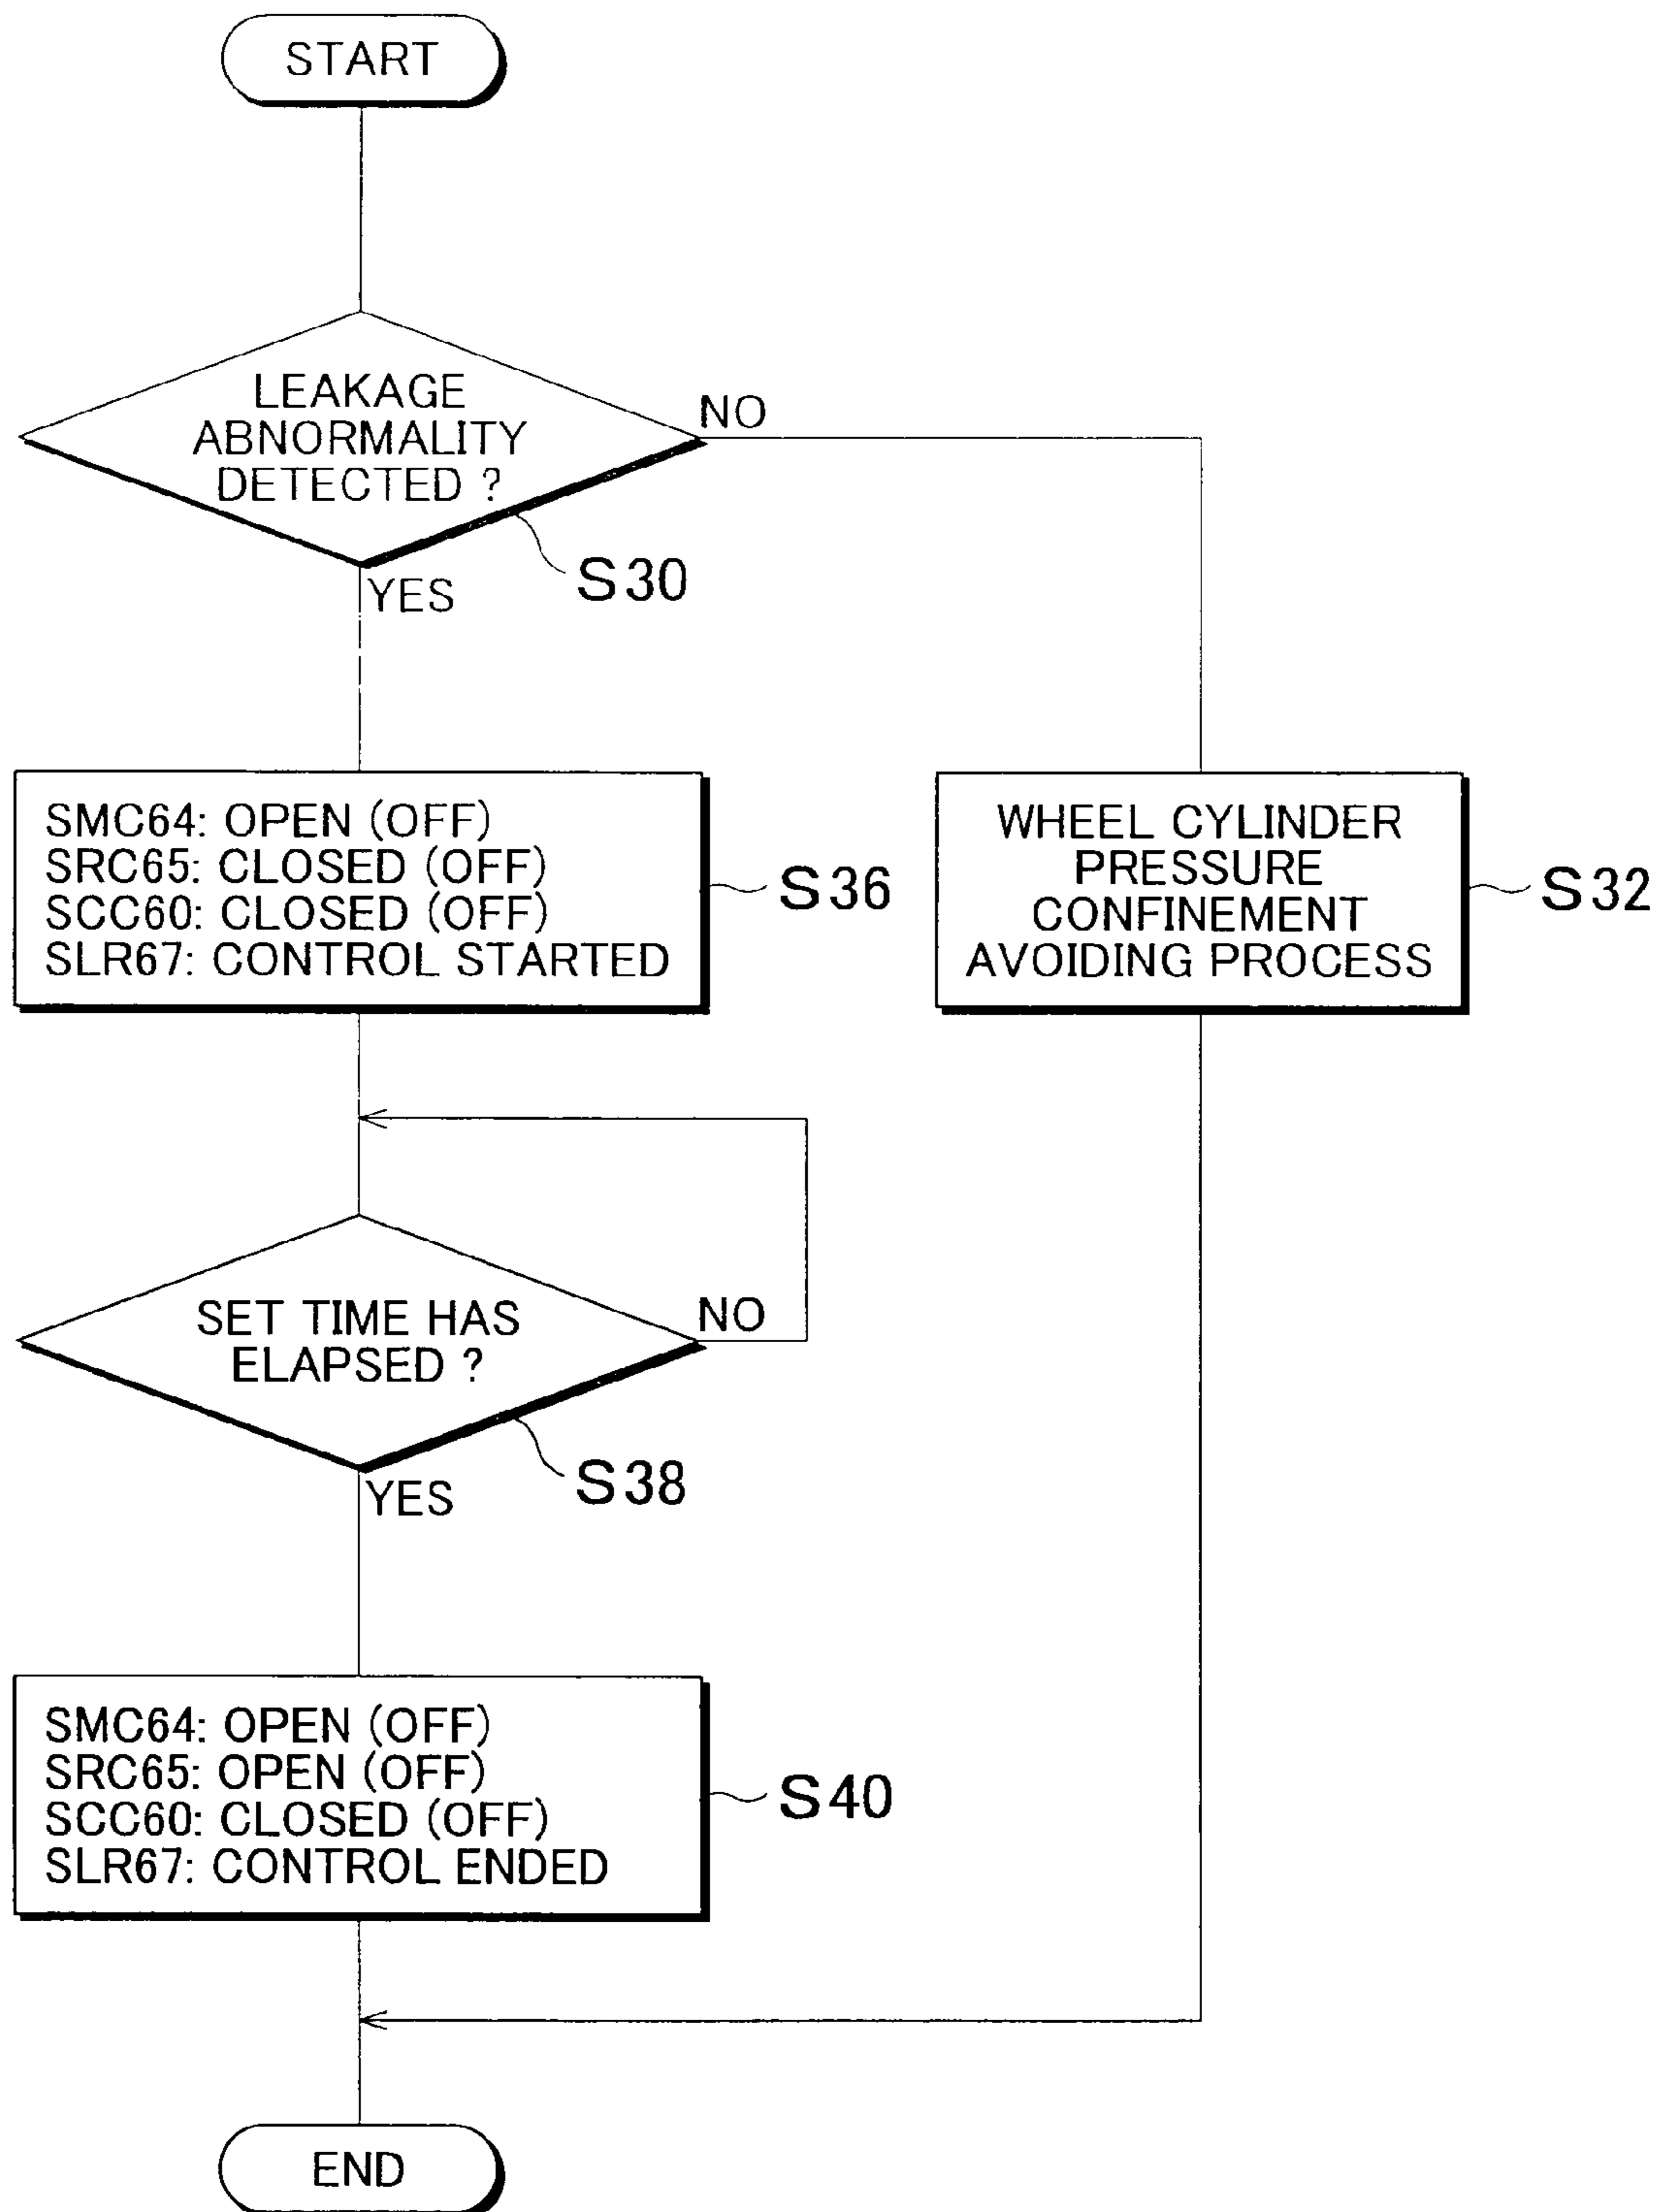 START
LEAKAGE
ABNORMALITY
DETECTED ?
NO
S30
YES
SMC64: OPEN (OFF)
SRC65: CLOSED (OFF)
SCC60: CLOSED (OFF)
SLR67: CONTROL STARTED
S36
WHEEL CYLINDER
PRESSURE
CONFINEMENT
AVOIDING PROCESS
S32
SET TIME HAS
ELAPSED ?
NO
S38
YES
SMC64: OPEN (OFF)
SRC65: OPEN (OFF)
SCC60: CLOSED (OFF)
SLR67: CONTROL ENDED
S40
END